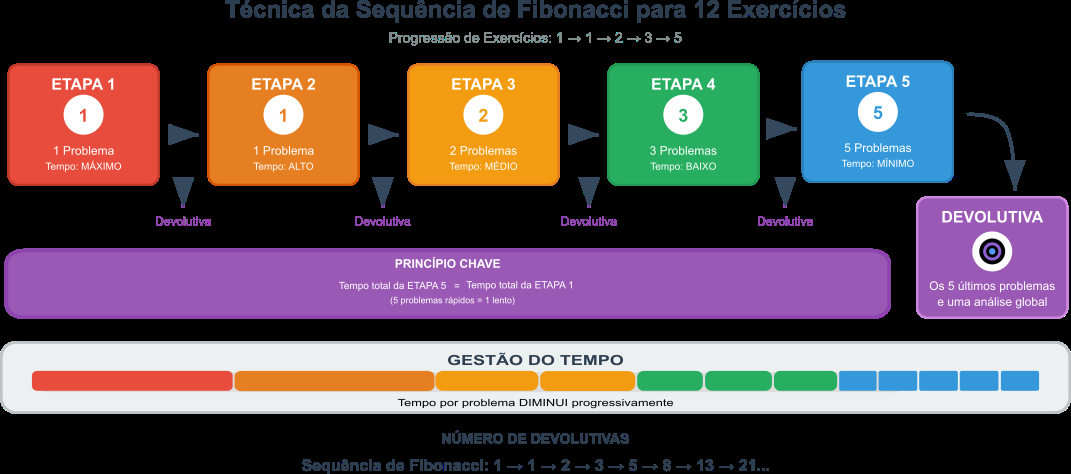 Técnica da Sequência de Fibonacci para 12 Exercícios
Progressão de Exercícios: 1 → 1 → 2 → 3 → 5
ETAPA 1
1
1 Problema
Tempo: MÁXIMO
ETAPA 2
1
1 Problema
Tempo: ALTO
ETAPA 3
2
2 Problemas
Tempo: MÉDIO
ETAPA 4
3
3 Problemas
Tempo: BAIXO
ETAPA 5
5
5 Problemas
Tempo: MÍNIMO
Devolutiva
Devolutiva
Devolutiva
Devolutiva
DEVOLUTIVA
Os 5 últimos problemas
e uma análise global
PRINCÍPIO CHAVE
Tempo total da ETAPA 5 = Tempo total da ETAPA 1
(5 problemas rápidos = 1 lento)
GESTÃO DO TEMPO
Tempo por problema DIMINUI progressivamente
NÚMERO DE DEVOLUTIVAS
Sequência de Fibonacci: 1 → 1 → 2 → 3 → 5 → 8 → 13 → 21...